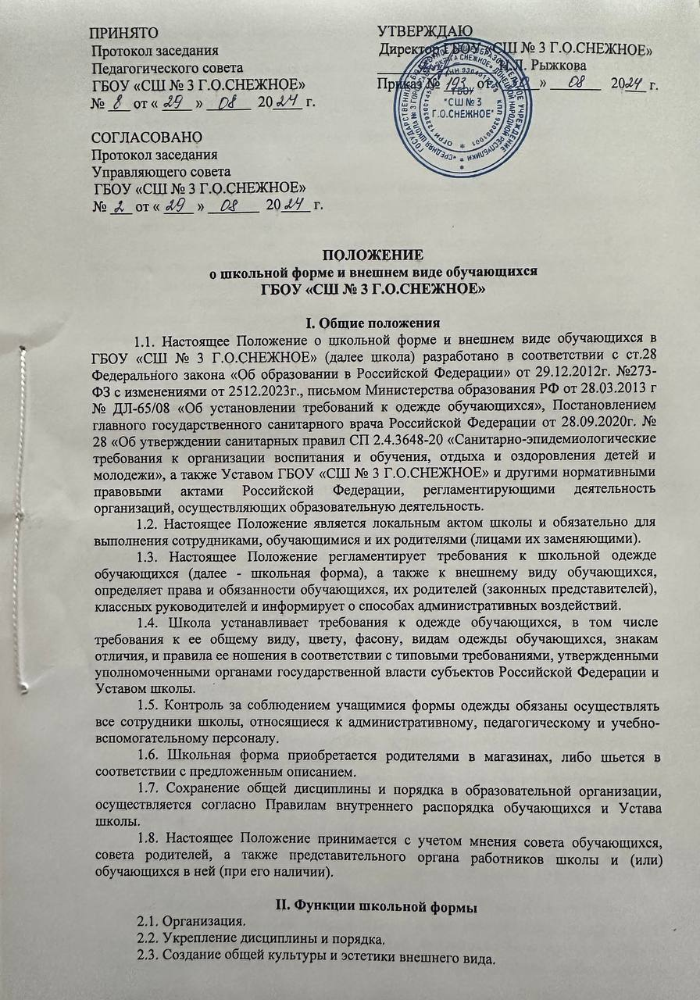 ПРИНЯТО
Протокол заседания
Педагогического совета
ГБОУ «СШ № 3 Г.О.СНЕЖНОЕ»
№ 8 от « 29 » 08 2024 г.
УТВЕРЖДАЮ
Директор ГБОУ «СШ № 3 Г.О.СНЕЖНОЕ»
Л. Рыжкова
Приказ № 193 от « 30 » 08 2024 г.
ГБОУ
"СШ № 3
Г.О.СНЕЖНОЕ"
СОГЛАСОВАНО
Протокол заседания
Управляющего совета
ГБОУ «СШ № 3 Г.О.СНЕЖНОЕ»
№ 2 от « 29 » 08 2024 г.
ПОЛОЖЕНИЕ
о школьной форме и внешнем виде обучающихся
ГБОУ «СШ № 3 Г.О.СНЕЖНОЕ»
I. Общие положения
1.1. Настоящее Положение о школьной форме и внешнем виде обучающихся в
ГБОУ «СШ № 3 Г.О.СНЕЖНОЕ» (далее школа) разработано в соответствии с ст.28
Федерального закона «Об образовании в Российской Федерации» от 29.12.2012г. №273-
ФЗ с изменениями от 2512.2023г., письмом Министерства образования РФ от 28.03.2013 г
№ ДЛ-65/08 «Об установлении требований к одежде обучающихся», Постановлением
главного государственного санитарного врача Российской Федерации от 28.09.2020г. №
28 «Об утверждении санитарных правил СП 2.4.3648-20 «Санитарно-эпидемиологические
требования к организации воспитания и обучения, отдыха и оздоровления детей и
молодежи», а также Уставом ГБОУ «СШ № 3 Г.О.СНЕЖНОЕ» и другими нормативными
правовыми актами Российской Федерации, регламентирующими деятельность
организаций, осуществляющих образовательную деятельность.
1.2. Настоящее Положение является локальным актом школы и обязательно для
выполнения сотрудниками, обучающимися и их родителями (лицами их заменяющими).
1.3. Настоящее Положение регламентирует требования к школьной одежде
обучающихся (далее - школьная форма), а также к внешнему виду обучающихся,
определяет права и обязанности обучающихся, их родителей (законных представителей),
классных руководителей и информирует о способах административных воздействий.
1.4. Школа устанавливает требования к одежде обучающихся, в том числе
требования к ее общему виду, цвету, фасону, видам одежды обучающихся, знакам
отличия, и правила ее ношения в соответствии с типовыми требованиями, утвержденными
уполномоченными органами государственной власти субъектов Российской Федерации и
Уставом школы.
1.5. Контроль за соблюдением учащимися формы одежды обязаны осуществлять
все сотрудники школы, относящиеся к административному, педагогическому и учебно-
вспомогательному персоналу.
1.6. Школьная форма приобретается родителями в магазинах, либо шьется в
соответствии с предложенным описанием.
1.7. Сохранение общей дисциплины и порядка в образовательной организации,
осуществляется согласно Правилам внутреннего распорядка обучающихся и Устава
школы.
1.8. Настоящее Положение принимается с учетом мнения совета обучающихся,
совета родителей, а также представительного органа работников школы и (или)
обучающихся в ней (при его наличии).
II. Функции школьной формы
2.1. Организация.
2.2. Укрепление дисциплины и порядка.
2.3. Создание общей культуры и эстетики внешнего вида.